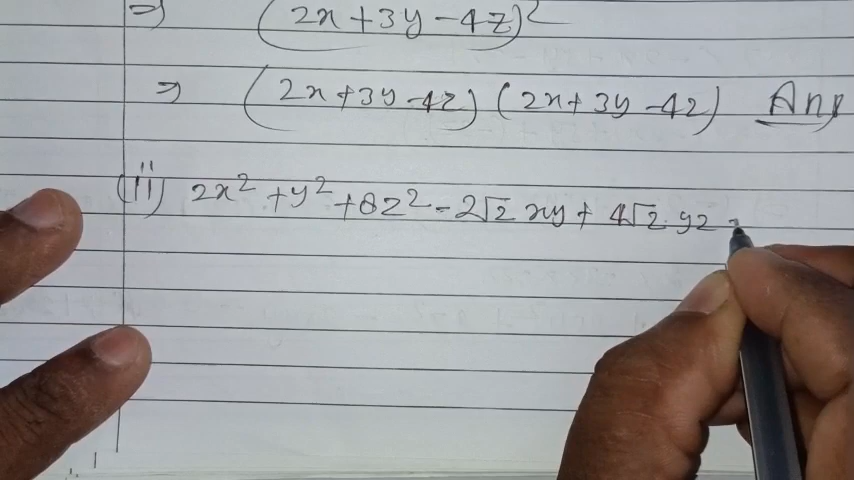 ⇒ (2x+3y-4z)²
⇒ (2x+3y-4z) (2x+3y-4z) Ans
(ii) 2x² + y² + 8z² - 2√2 xy + 4√2 . yz -